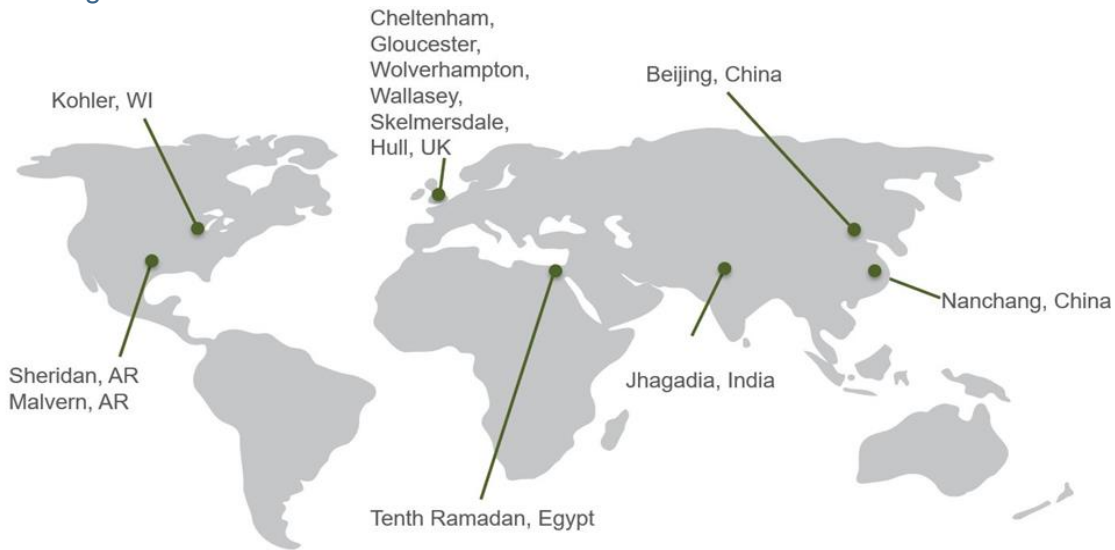 Cheltenham,
Gloucester,
Wolverhampton,
Wallasey,
Skelmersdale,
Hull, UK
Beijing, China
Kohler, WI
Nanchang, China
Sheridan, AR
Malvern, AR
Jhagadia, India
Tenth Ramadan, Egypt